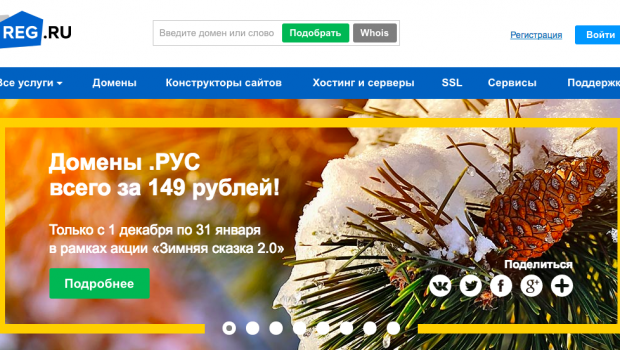 REG.RU
Введите домен или слово
Подобрать
Whois
Регистрация
Войти
Все услуги
Домены
Конструкторы сайтов
Хостинг и серверы
SSL
Сервисы
Домены .РУС
всего за 149 рублей!
Только с 1 декабря по 31 января
в рамках акции «Зимняя сказка 2.0»
Подробнее
Поделиться